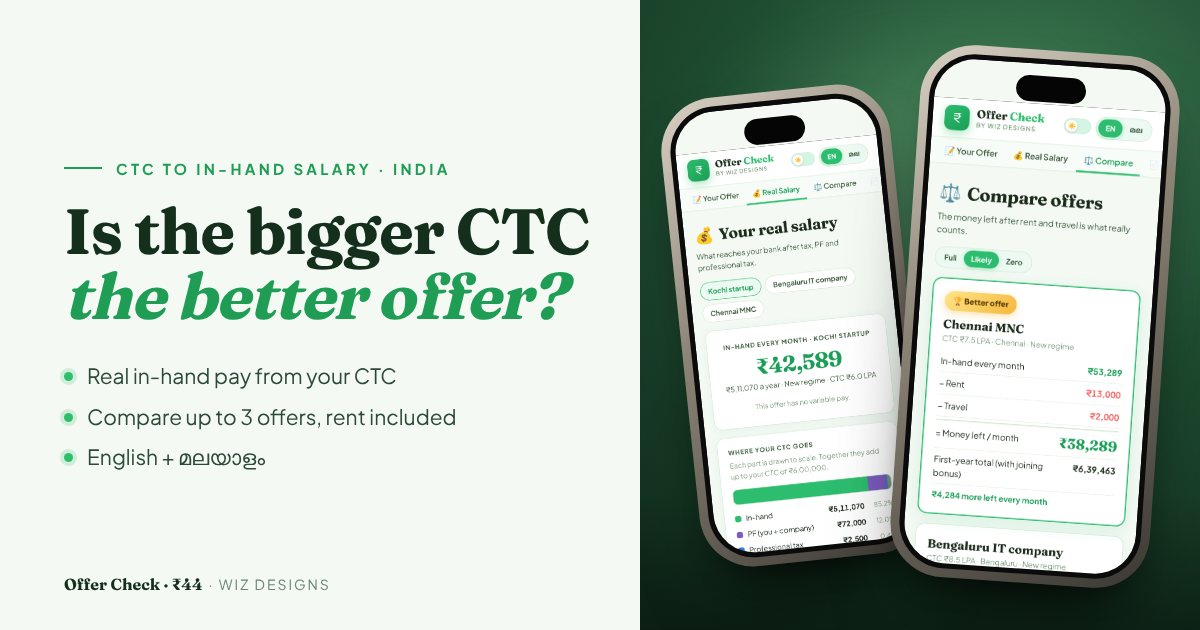 CTC TO IN-HAND SALARY · INDIA
Is the bigger CTC
the better offer?
Real in-hand pay from your CTC
Compare up to 3 offers, rent included
English + മലയാളം
Offer Check · ₹44 · WIZ DESIGNS
₹
Offer Check
BY WIZ DESIGNS
EN
മല
Your Offer
Real Salary
Compare
Your real salary
What reaches your bank after tax, PF and
professional tax.
Kochi startup
Bengaluru IT company
Chennai MNC
IN-HAND EVERY MONTH · KOCHI STARTUP
₹42,589
₹5,11,070 a year · New regime · CTC ₹6.0 LPA
This offer has no variable pay.
WHERE YOUR CTC GOES
Each part is drawn to scale. Together they add
up to your CTC of ₹6,00,000.
In-hand ₹5,11,070 85.2%
PF (you + company) ₹72,000 12.0
Professional tax ₹2,500
₹
Offer Check
BY WIZ DESIGNS
EN
മല
Your Offer
Real Salary
Compare
Compare offers
The money left after rent and travel is what really
counts.
Full
Likely
Zero
Better offer
Chennai MNC
CTC ₹7.5 LPA · Chennai · New regime
In-hand every month ₹53,289
− Rent ₹13,000
− Travel ₹2,000
= Money left / month ₹38,289
First-year total (with joining
bonus) ₹6,39,463
₹4,284 more left every month
Bengaluru IT company
CTC ₹8.5 LPA · Bengaluru · New regime